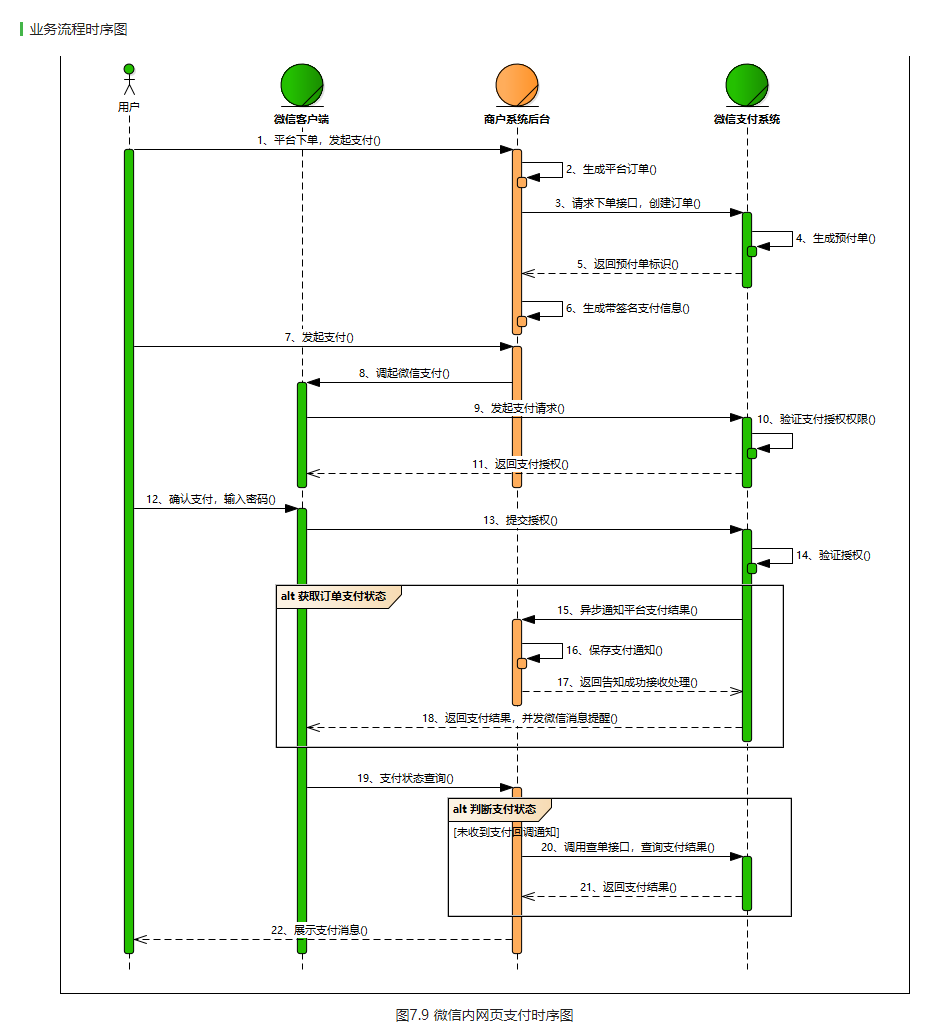 业务流程时序图
用户
微信客户端
商户系统后台
微信支付系统
1、平台下单，发起支付()
2、生成平台订单()
3、请求下单接口，创建订单()
4、生成预付单()
5、返回预付单标识()
6、生成带签名支付信息()
7、发起支付()
8、调起微信支付()
9、发起支付请求()
10、验证支付授权权限()
11、返回支付授权()
12、确认支付，输入密码()
13、提交授权()
14、验证授权()
alt 获取订单支付状态
15、异步通知平台支付结果()
16、保存支付通知()
17、返回告知成功接收处理()
18、返回支付结果，并发微信消息提醒()
19、支付状态查询()
alt 判断支付状态
[未收到支付回调通知]
20、调用查单接口，查询支付结果()
21、返回支付结果()
22、展示支付消息()
图7.9 微信内网页支付时序图